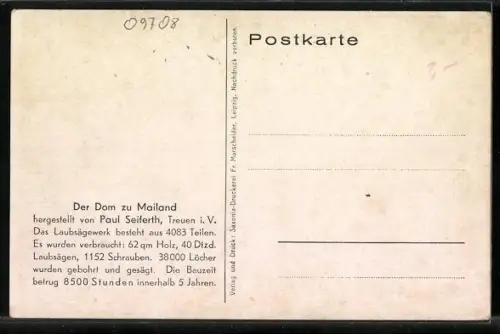 09708
Postkarte
3-
Der Dom zu Mailand
hergestellt von Paul Seiferth, Treuen i. V.
Das Laubsägewerk besteht aus 4083 Teilen.
Es wurden verbraucht: 62 qm Holz, 40 Dtzd.
Laubsägen, 1152 Schrauben. 38000 Löcher
wurden gebohrt und gesägt. Die Bauzeit
betrug 8500 Stunden innerhalb 5 Jahren.
Verlag und Druck: Saxonia-Druckerei Fr. Marscheider, Leipzig. Nachdruck verboten